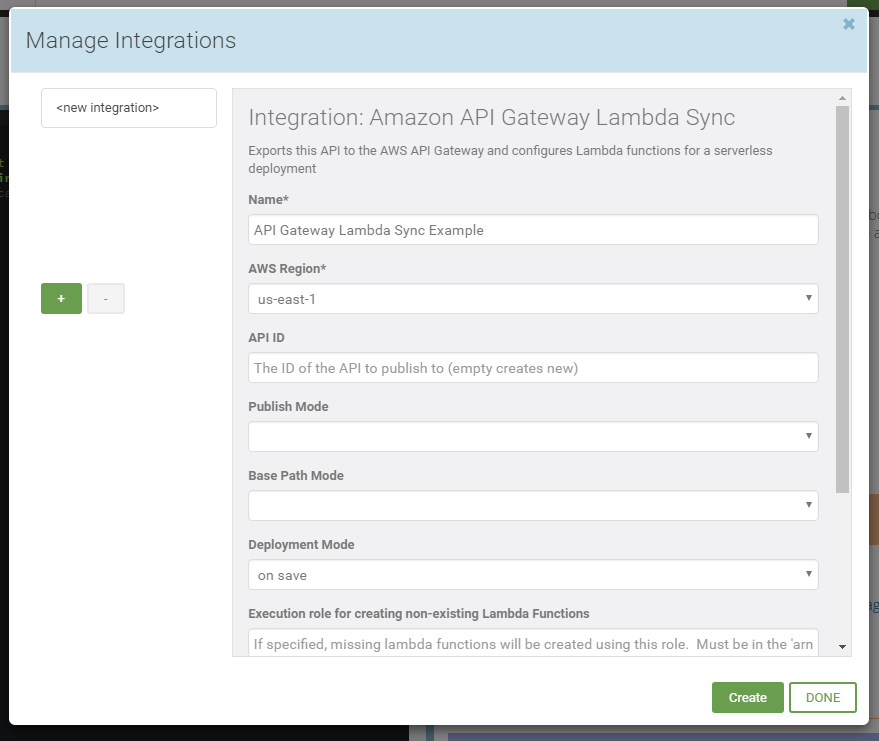 Manage Integrations
<new integration>
+
-
Integration: Amazon API Gateway Lambda Sync
Exports this API to the AWS API Gateway and configures Lambda functions for a serverless
deployment
Name*
API Gateway Lambda Sync Example
AWS Region*
us-east-1
API ID
The ID of the API to publish to (empty creates new)
Publish Mode
Base Path Mode
Deployment Mode
on save
Execution role for creating non-existing Lambda Functions
If specified, missing lambda functions will be created using this role. Must be in the 'arn
Create
DONE